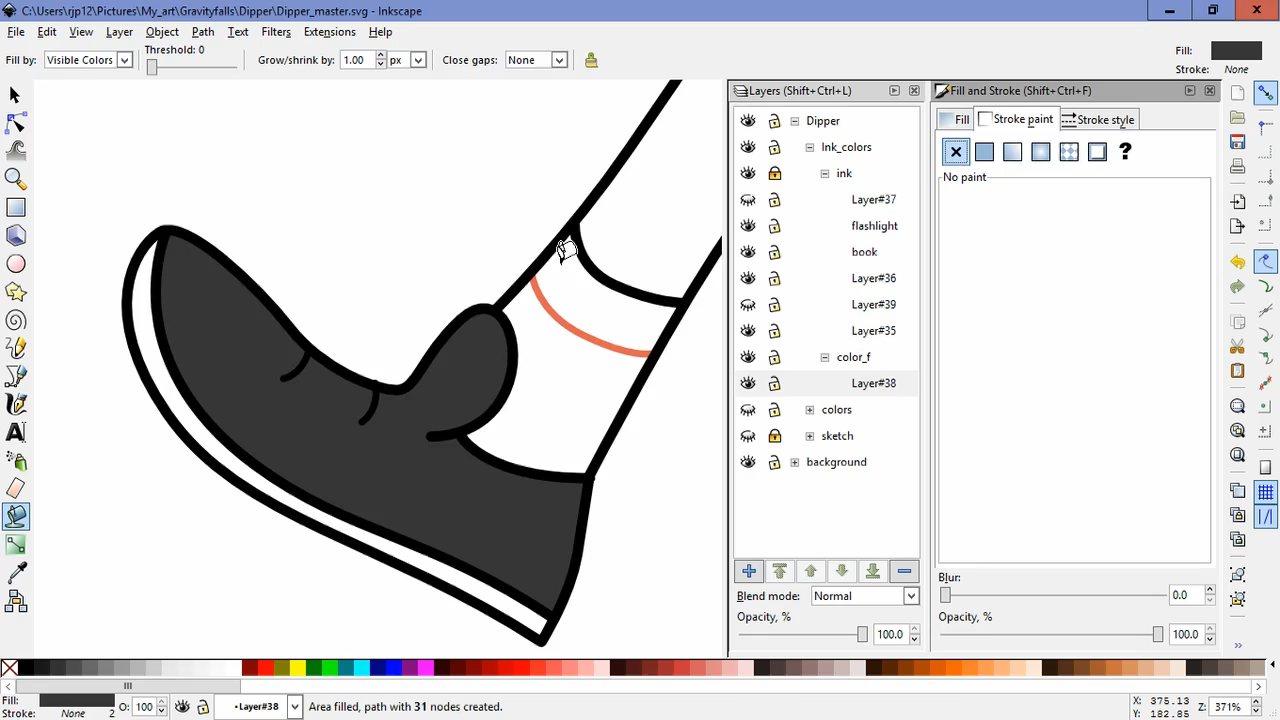 C:\Users\rjp12\Pictures\My_art\Gravityfalls\Dipper\Dipper_master.svg - Inkscape
File Edit View Layer Object Path Text Filters Extensions Help
Fill by: Visible Colors Threshold: 0 Grow/shrink by: 1.00 px Close gaps: None
Fill:
Stroke: None
Layers (Shift+Ctrl+L)
Fill and Stroke (Shift+Ctrl+F)
Dipper
Ink_colors
ink
Layer#37
flashlight
book
Layer#36
Layer#39
Layer#35
color_f
Layer#38
colors
sketch
background
Blend mode: Normal
Opacity, %
100.0
Fill Stroke paint Stroke style
?
No paint
Blur:
0.0
Opacity, %
100.0
Fill:
Stroke: None 2
O: 100
•Layer#38
Area filled, path with 31 nodes created.
X: 375.13
Y: 182.85
Z: 371%